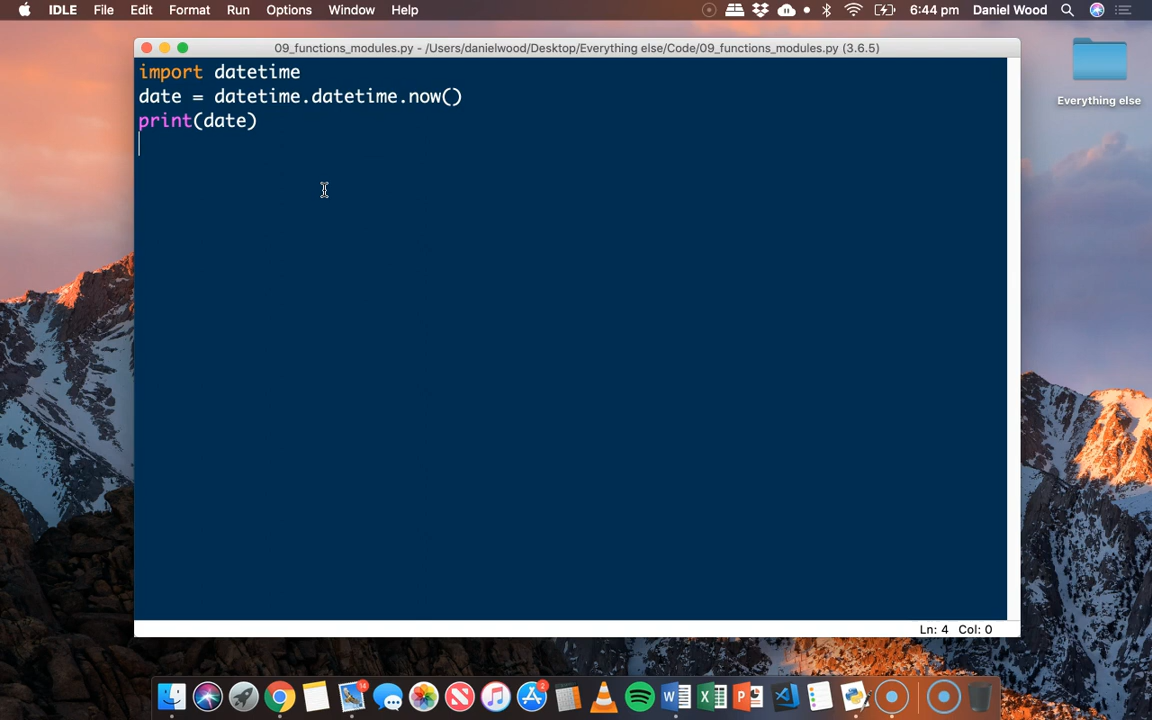 IDLE File Edit Format Run Options Window Help 6:44 pm Daniel Wood
09_functions_modules.py - /Users/danielwood/Desktop/Everything else/Code/09_functions_modules.py (3.6.5)
import datetime
date = datetime.datetime.now()
print(date)
Everything else
Ln: 4 Col: 0